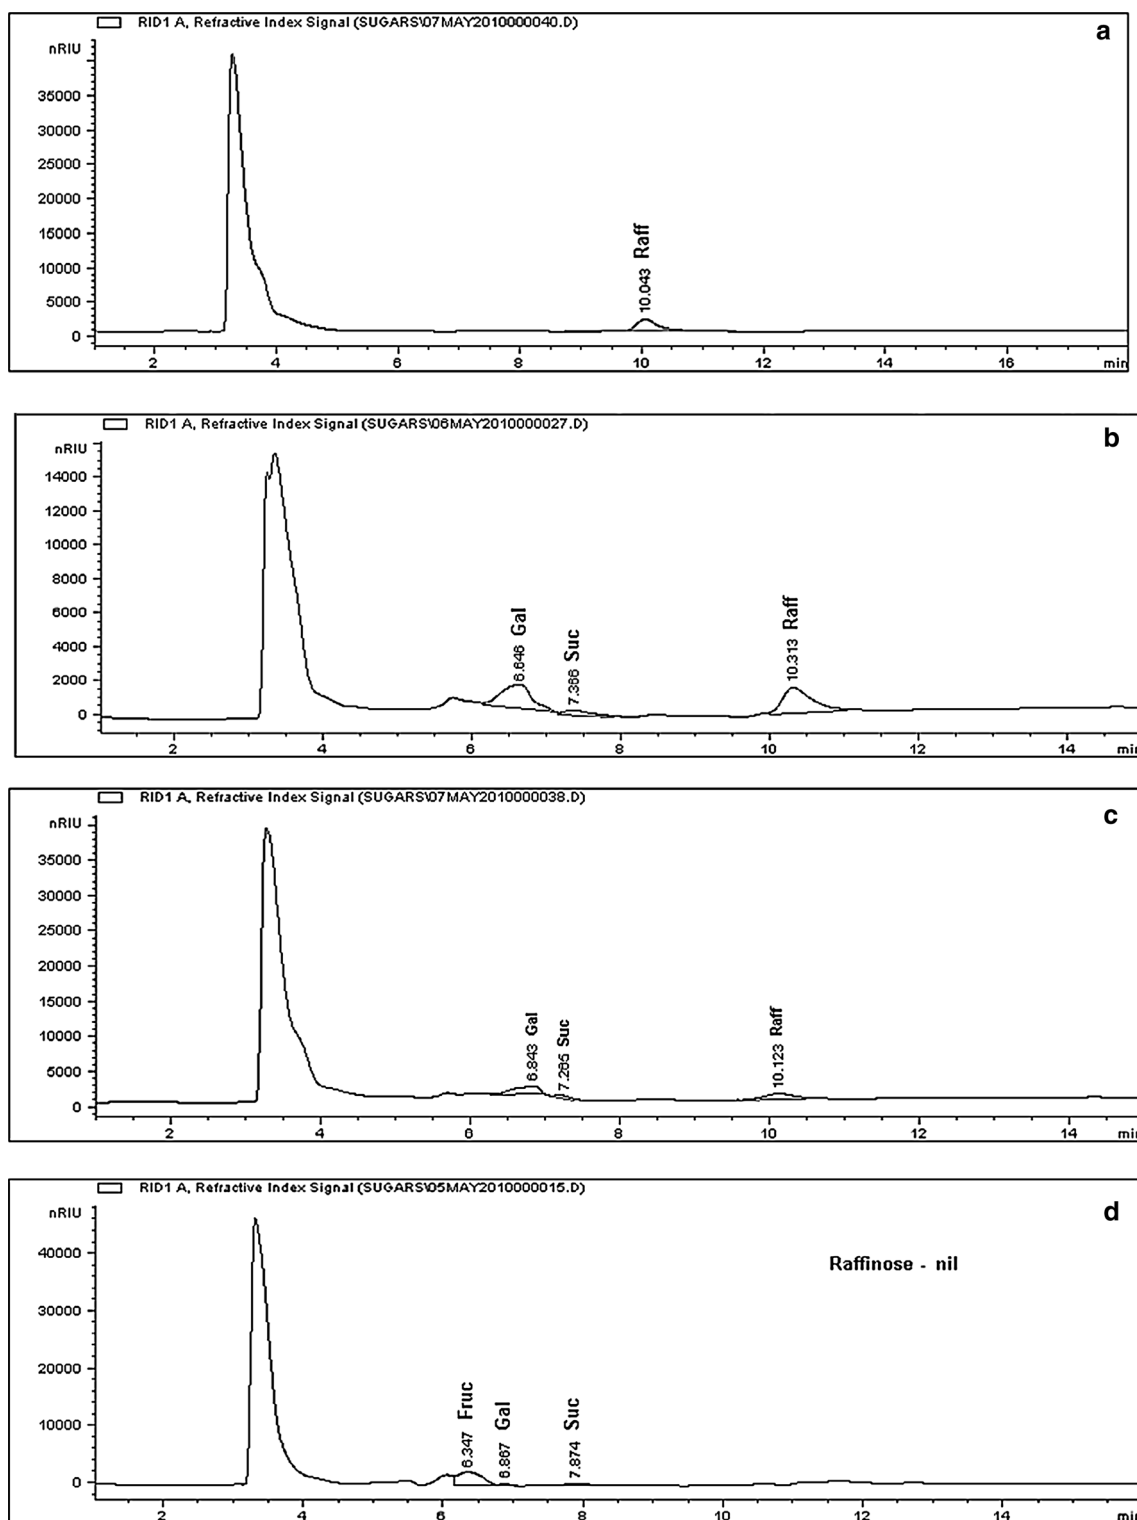 RID1 A, Refractive Index Signal (SUGARS\07MAY2010000040.D)
a
nRIU
35000
30000
25000
20000
15000
10000
5000
0
10.043 Raff
2 4 6 8 10 12 14 16 min
RID1 A, Refractive Index Signal (SUGARS\06MAY2010000027.D)
b
nRIU
14000
12000
10000
8000
6000
4000
2000
0
6.646 Gal
7.366 Suc
10.313 Raff
2 4 6 8 10 12 14 min
RID1 A, Refractive Index Signal (SUGARS\07MAY2010000038.D)
c
nRIU
35000
30000
25000
20000
15000
10000
5000
0
6.843 Gal
7.265 Suc
10.123 Raff
2 4 6 8 10 12 14 min
RID1 A, Refractive Index Signal (SUGARS\05MAY2010000015.D)
d
nRIU
Raffinose - nil
40000
30000
20000
10000
0
6.347 Fruc
6.867 Gal
7.874 Suc
2 4 6 8 10 12 14 min